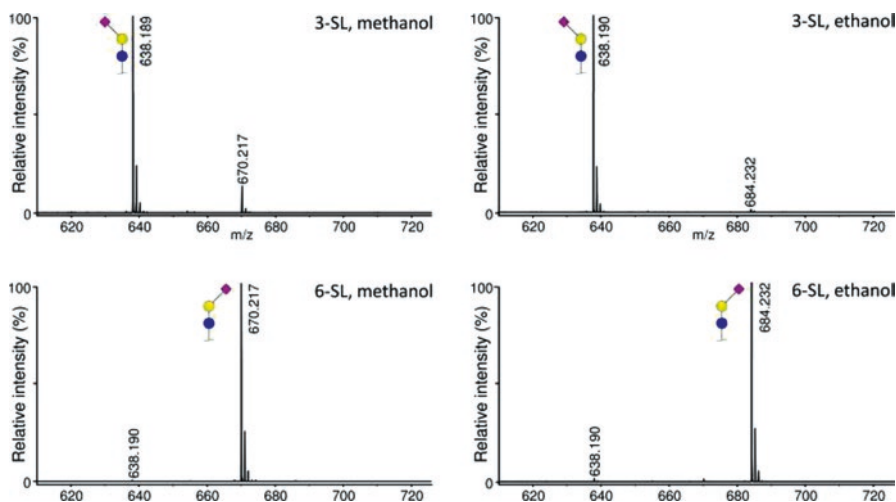 3-SL, methanol
Relative intensity (%)
100
0
638.189
670.217
620 640 660 680 700 720
m/z
3-SL, ethanol
Relative intensity (%)
100
0
638.190
684.232
620 640 660 680 700 720
m/z
6-SL, methanol
Relative intensity (%)
100
0
638.190
670.217
620 640 660 680 700 720
6-SL, ethanol
Relative intensity (%)
100
0
638.190
684.232
620 640 660 680 700 720